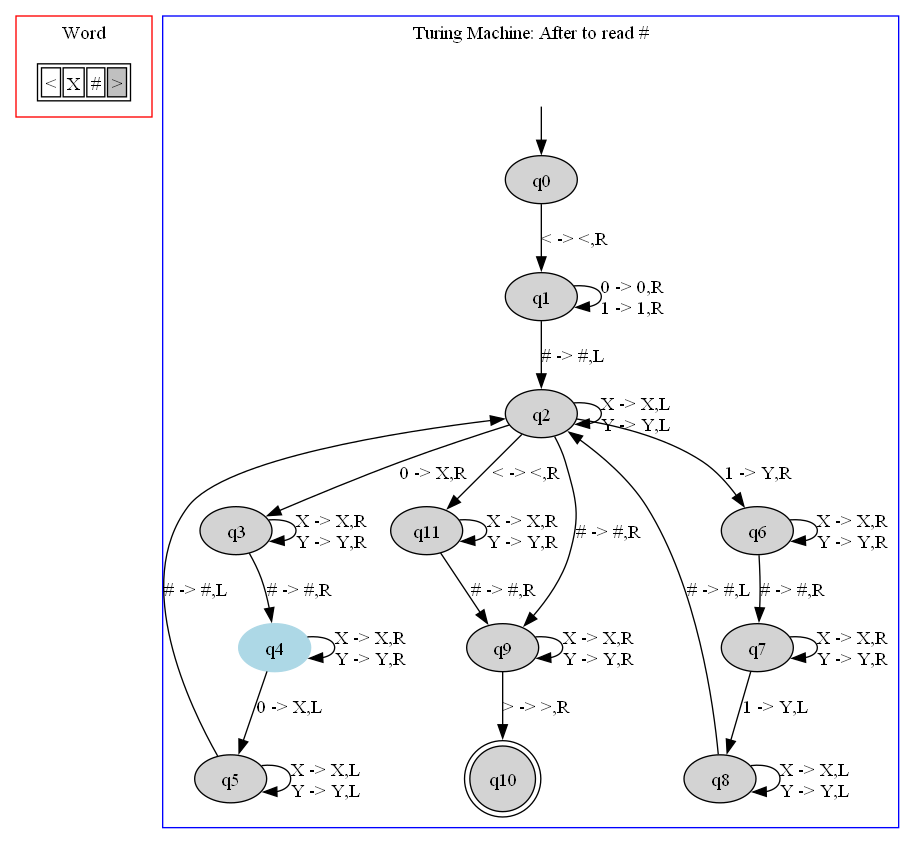 Word
< X # >
Turing Machine: After to read #
q0
< -> <,R
q1
0 -> 0,R
1 -> 1,R
# -> #,L
q2
X -> X,L
Y -> Y,L
0 -> X,R
< -> <,R
# -> #,R
1 -> Y,R
q3
X -> X,R
Y -> Y,R
q11
X -> X,R
Y -> Y,R
q6
X -> X,R
Y -> Y,R
# -> #,L
# -> #,R
# -> #,R
# -> #,L
# -> #,R
q4
X -> X,R
Y -> Y,R
q9
X -> X,R
Y -> Y,R
q7
X -> X,R
Y -> Y,R
0 -> X,L
> -> >,R
1 -> Y,L
q5
X -> X,L
Y -> Y,L
q10
q8
X -> X,L
Y -> Y,L